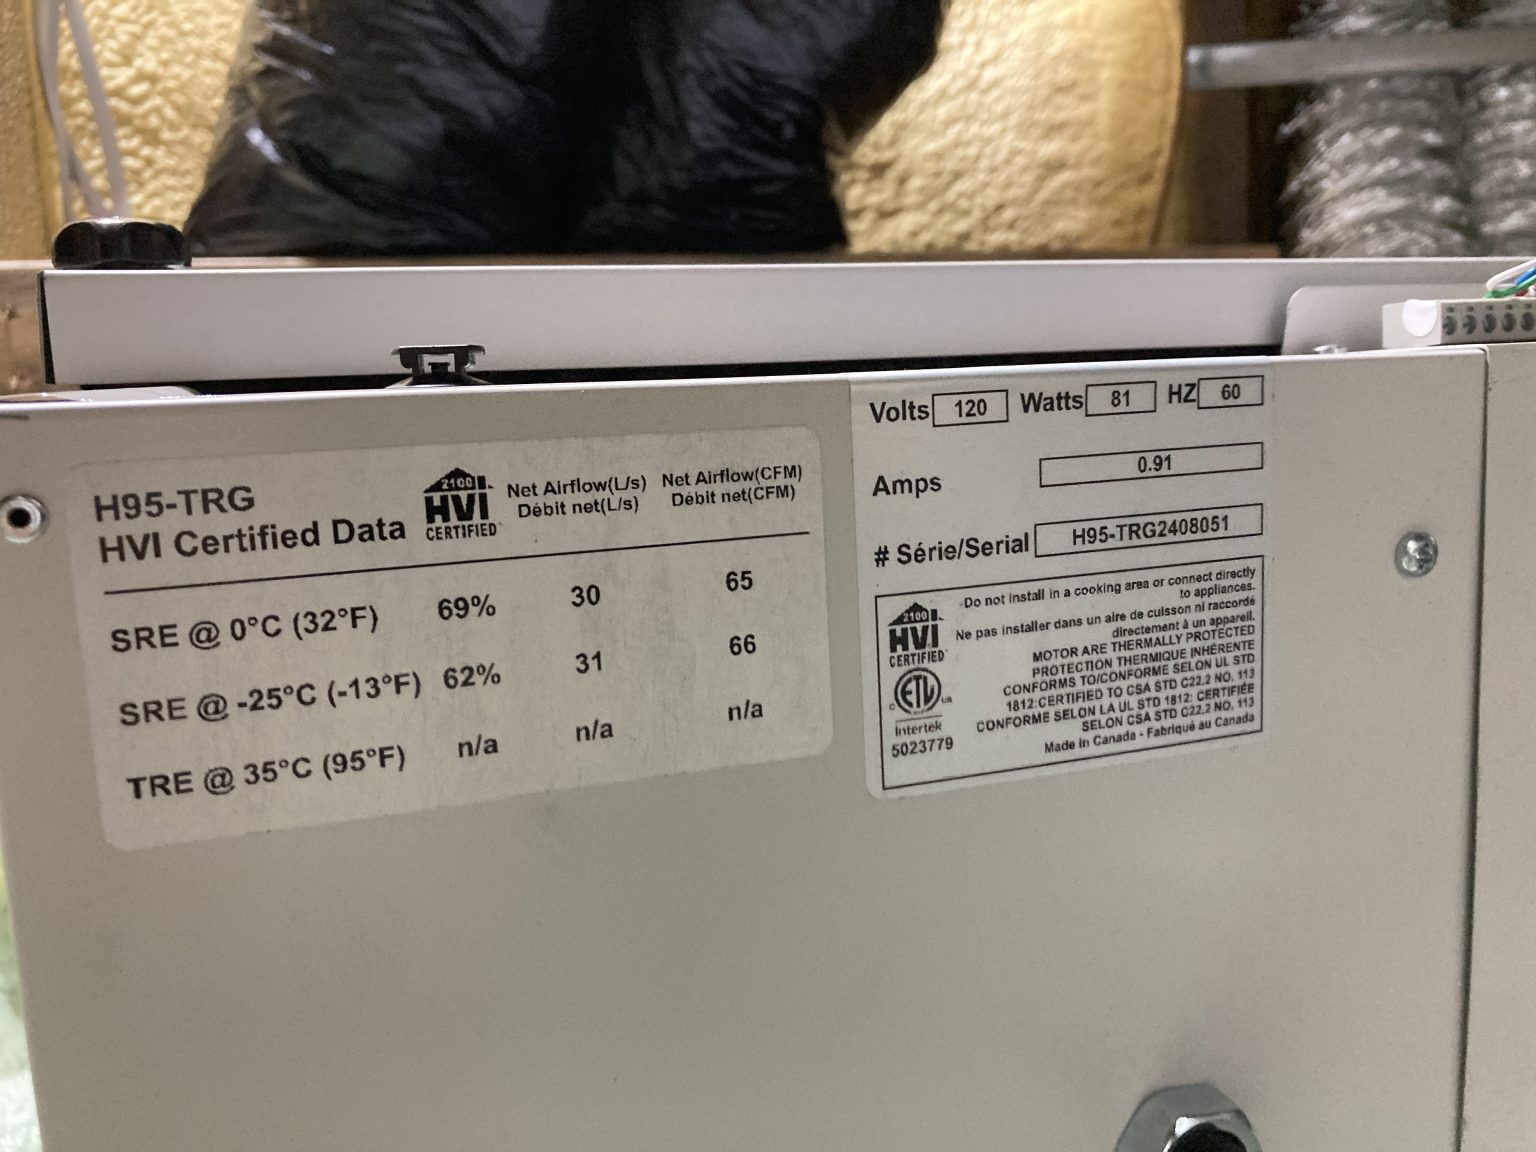 H95-TRG
HVI Certified Data
2100
HVI
CERTIFIED
Net Airflow(L/s)
Débit net(L/s)
Net Airflow(CFM)
Débit net(CFM)
SRE @ 0°C (32°F) 69% 30 65
SRE @ -25°C (-13°F) 62% 31 66
TRE @ 35°C (95°F) n/a n/a n/a
Volts 120 Watts 81 HZ 60
Amps 0.91
# Série/Serial H95-TRG2408051
2100
HVI
CERTIFIED
ETL
C US
Intertek
5023779
Do not install in a cooking area or connect directly
to appliances.
Ne pas installer dans un aire de cuisson ni raccordé
directement à un appareil.
MOTOR ARE THERMALLY PROTECTED
PROTECTION THERMIQUE INHÉRENTE
CONFORMS TO/CONFORME SELON UL STD
1812:CERTIFIED TO CSA STD C22.2 NO. 113
CONFORME SELON LA UL STD 1812: CERTIFIÉE
SELON CSA STD C22.2 NO. 113
Made in Canada - Fabriqué au Canada